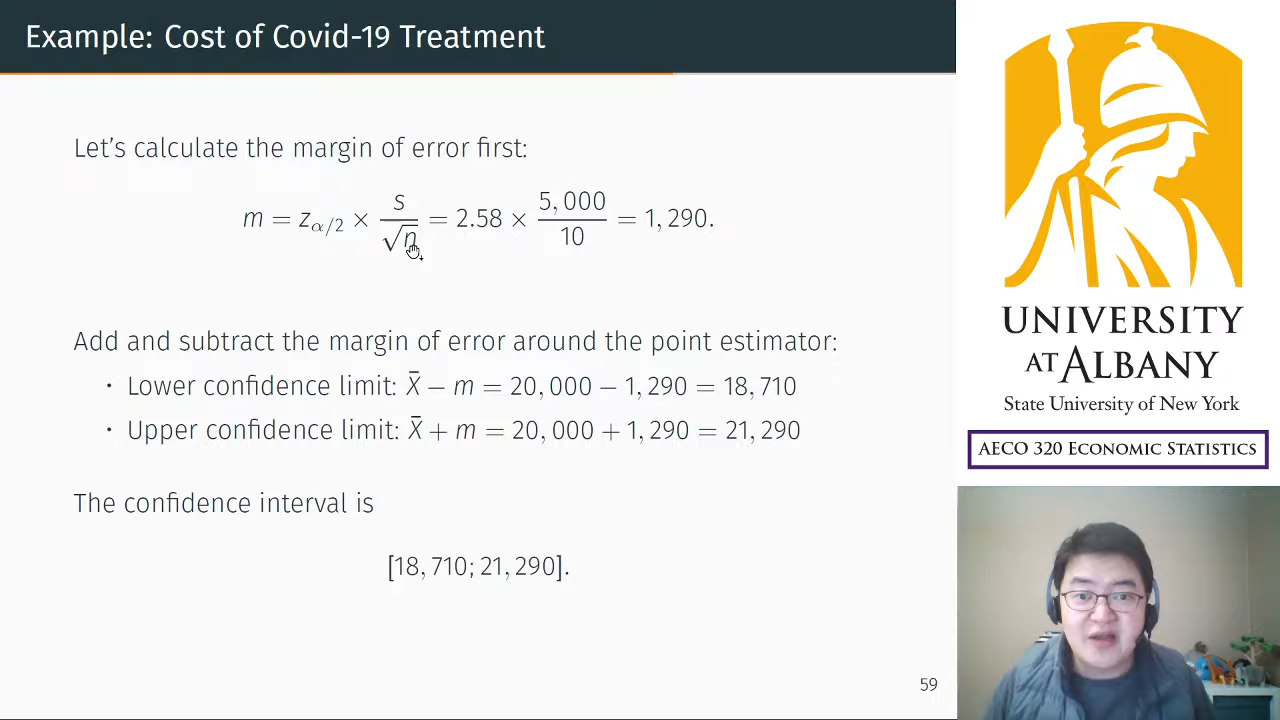 Example: Cost of Covid-19 Treatment
Let's calculate the margin of error first:
m = z_{α/2} × s/√n = 2.58 × 5,000/10 = 1,290.
Add and subtract the margin of error around the point estimator:
• Lower confidence limit: X̄ − m = 20,000 − 1,290 = 18,710
• Upper confidence limit: X̄ + m = 20,000 + 1,290 = 21,290
The confidence interval is
[18,710; 21,290].
59
UNIVERSITY
AT ALBANY
State University of New York
AECO 320 ECONOMIC STATISTICS